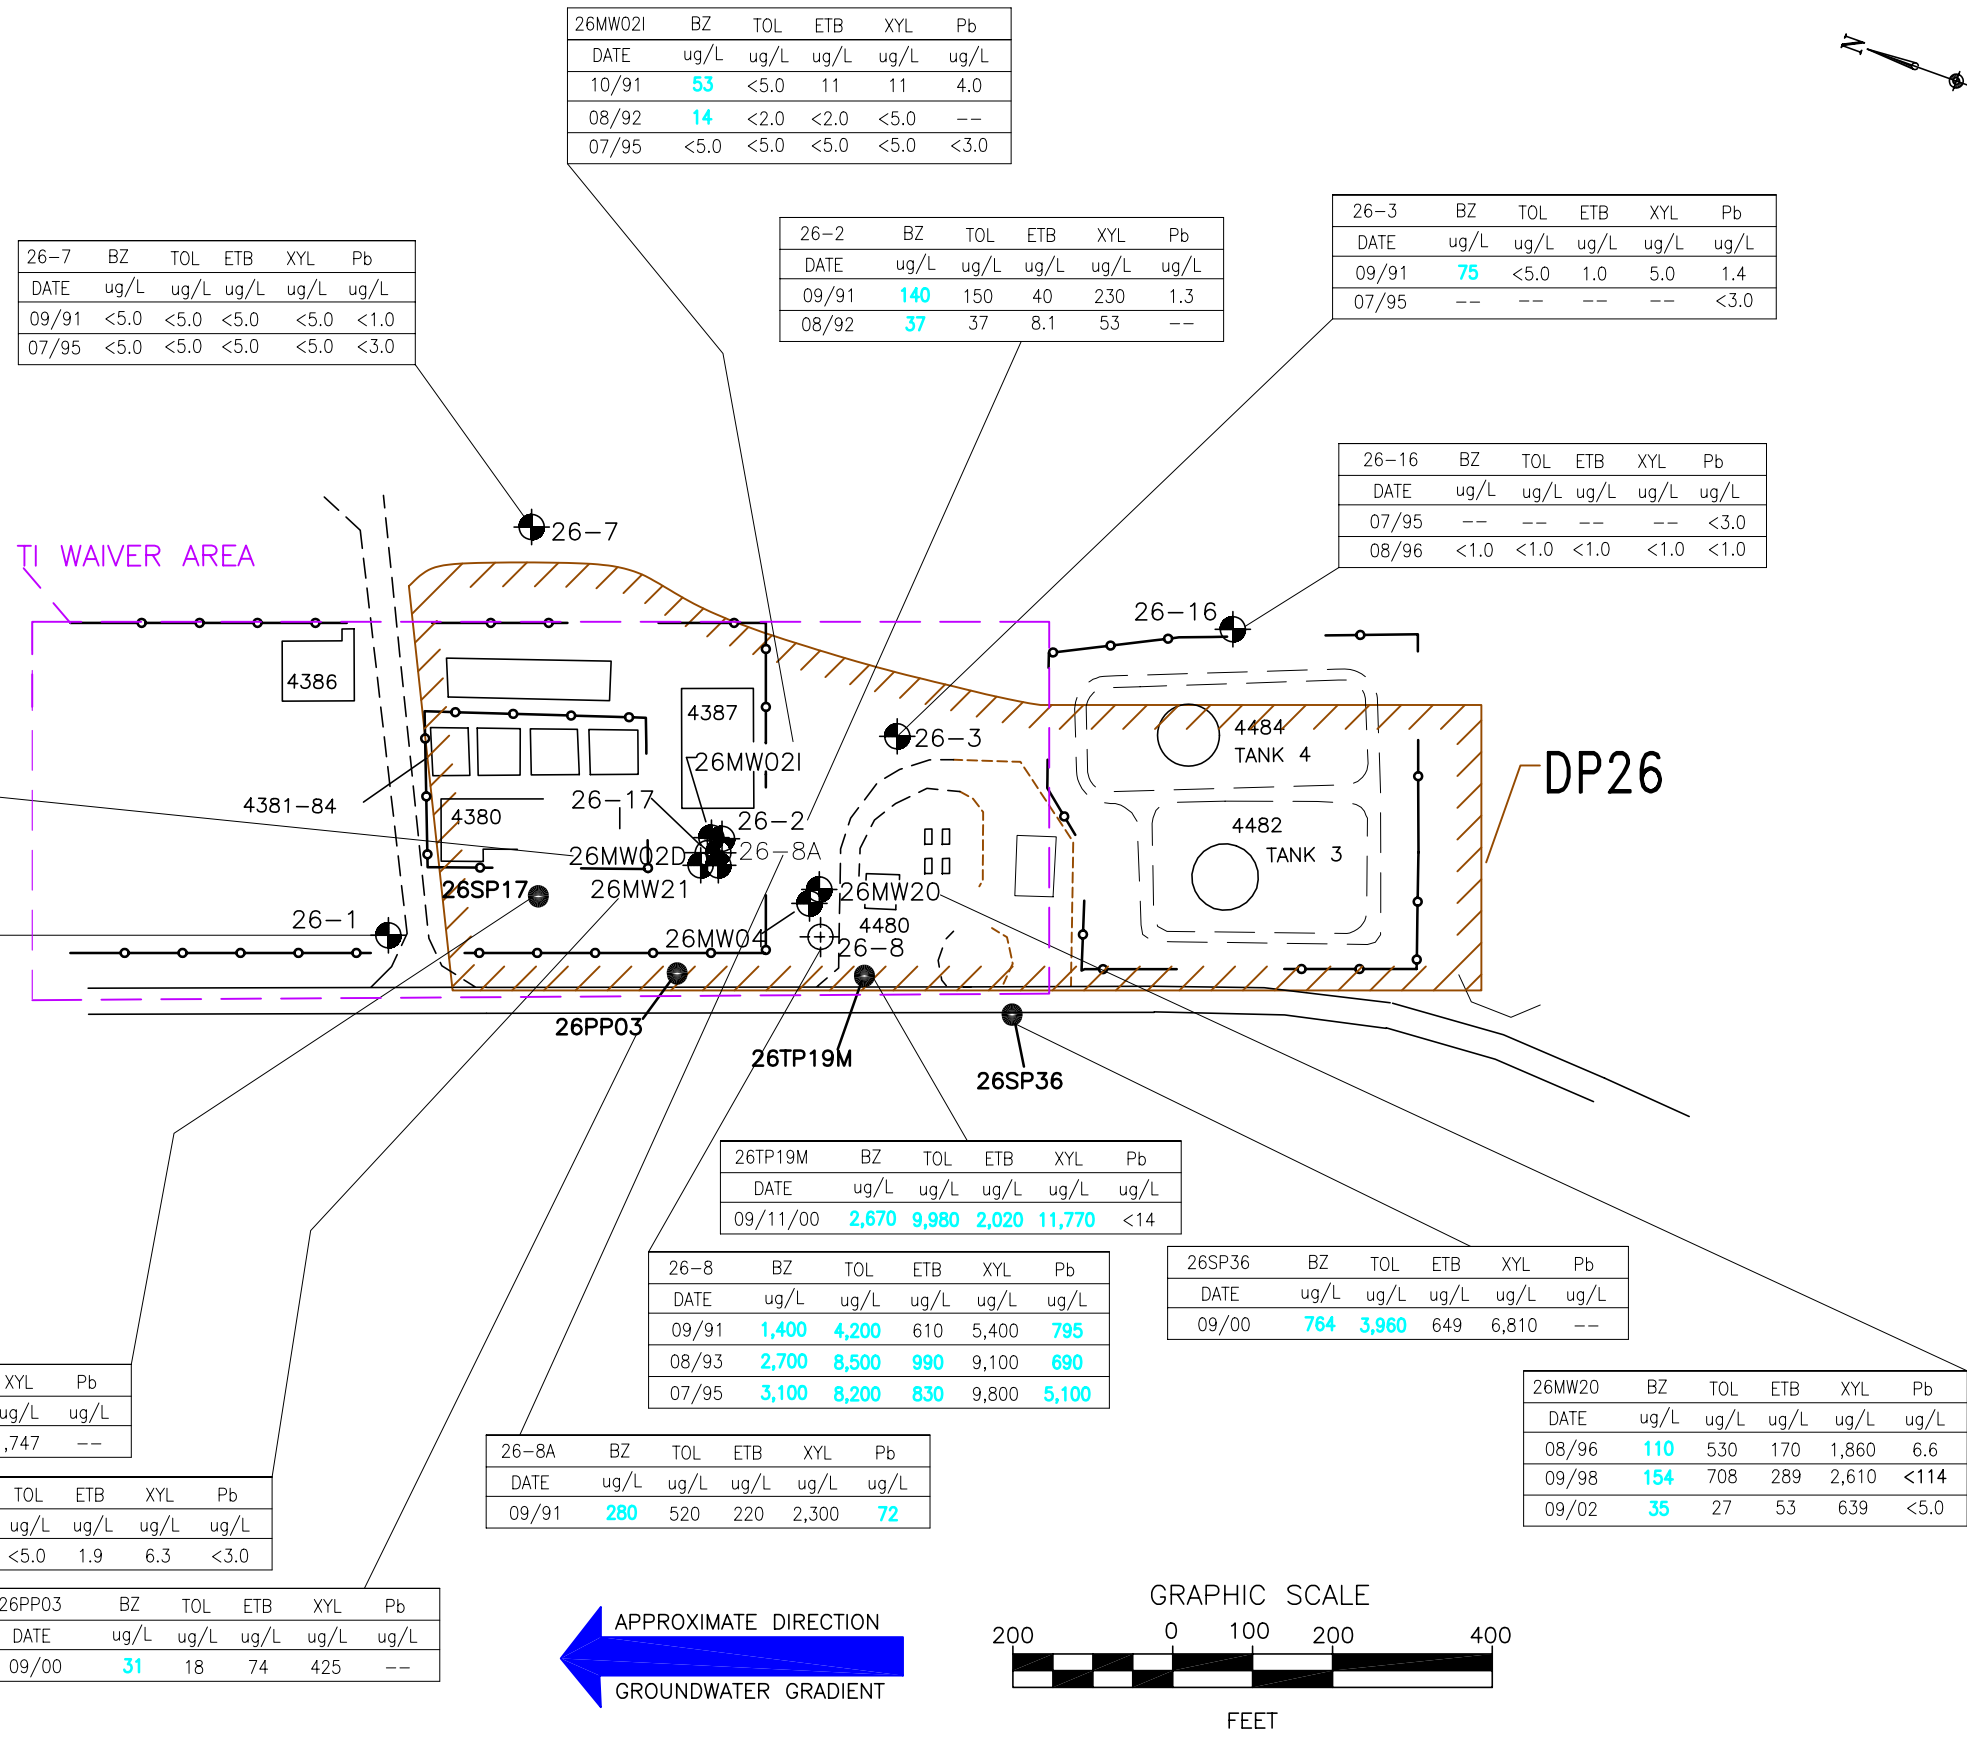 N
26MW02I BZ TOL ETB XYL Pb
DATE ug/L ug/L ug/L ug/L ug/L
10/91 53 <5.0 11 11 4.0
08/92 14 <2.0 <2.0 <5.0 --
07/95 <5.0 <5.0 <5.0 <5.0 <3.0
26-3 BZ TOL ETB XYL Pb
DATE ug/L ug/L ug/L ug/L ug/L
09/91 75 <5.0 1.0 5.0 1.4
07/95 -- -- -- -- <3.0
26-2 BZ TOL ETB XYL Pb
DATE ug/L ug/L ug/L ug/L ug/L
09/91 140 150 40 230 1.3
08/92 37 37 8.1 53 --
26-7 BZ TOL ETB XYL Pb
DATE ug/L ug/L ug/L ug/L ug/L
09/91 <5.0 <5.0 <5.0 <5.0 <1.0
07/95 <5.0 <5.0 <5.0 <5.0 <3.0
26-16 BZ TOL ETB XYL Pb
DATE ug/L ug/L ug/L ug/L ug/L
07/95 -- -- -- -- <3.0
08/96 <1.0 <1.0 <1.0 <1.0 <1.0
26-7
TI WAIVER AREA
26-16
4386
4387
26-3
4484
TANK 4
26MW02I
DP26
4381-84
26-17
4380
26-2
4482
TANK 3
26MW02D
26-8A
26SP17
26MW21
26MW20
26-1
4480
26MW04
26-8
26PP03
26TP19M
26SP36
26TP19M BZ TOL ETB XYL Pb
DATE ug/L ug/L ug/L ug/L ug/L
09/11/00 2,670 9,980 2,020 11,770 <14
26-8 BZ TOL ETB XYL Pb
DATE ug/L ug/L ug/L ug/L ug/L
09/91 1,400 4,200 610 5,400 795
08/93 2,700 8,500 990 9,100 690
07/95 3,100 8,200 830 9,800 5,100
26SP36 BZ TOL ETB XYL Pb
DATE ug/L ug/L ug/L ug/L ug/L
09/00 764 3,960 649 6,810 --
XYL Pb
ug/L ug/L
,747 --
26MW20 BZ TOL ETB XYL Pb
DATE ug/L ug/L ug/L ug/L ug/L
08/96 110 530 170 1,860 6.6
09/98 154 708 289 2,610 <114
09/02 35 27 53 639 <5.0
26-8A BZ TOL ETB XYL Pb
DATE ug/L ug/L ug/L ug/L ug/L
09/91 280 520 220 2,300 72
TOL ETB XYL Pb
ug/L ug/L ug/L ug/L
<5.0 1.9 6.3 <3.0
26PP03 BZ TOL ETB XYL Pb
DATE ug/L ug/L ug/L ug/L ug/L
09/00 31 18 74 425 --
APPROXIMATE DIRECTION
GROUNDWATER GRADIENT
GRAPHIC SCALE
200 0 100 200 400
FEET